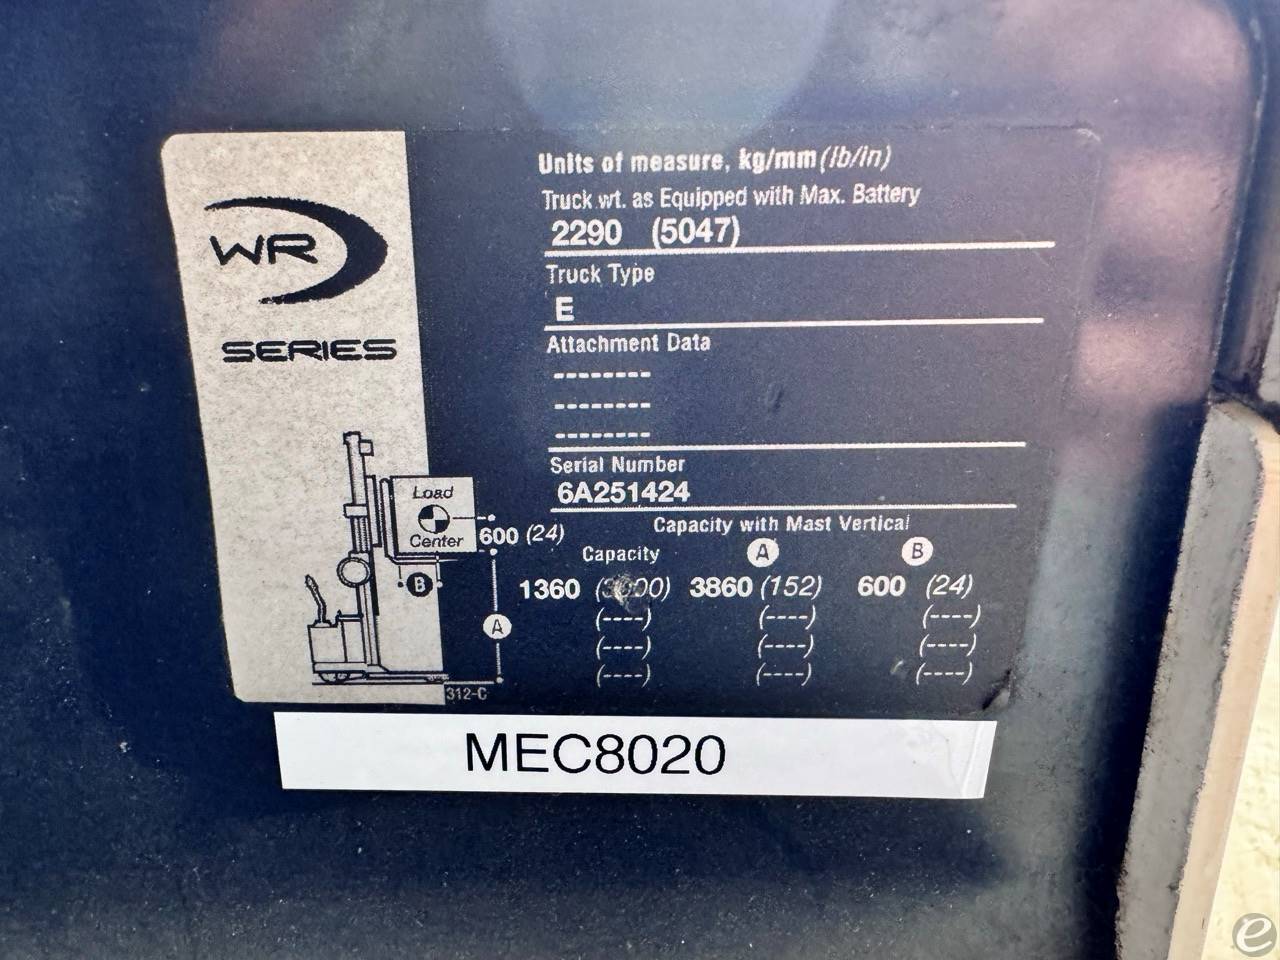 WR
SERIES
Units of measure, kg/mm (lb/in)
Truck wt. as Equipped with Max. Battery
2290 (5047)
Truck Type
E
Attachment Data
--------
--------
--------
Serial Number
6A251424
Capacity with Mast Vertical
Capacity A B
1360 3860 (152) 600 (24)
(----) (----) (----)
(----) (----) (----)
(----) (----) (----)
Load
Center
600 (24)
B
A
312-C
MEC8020
e